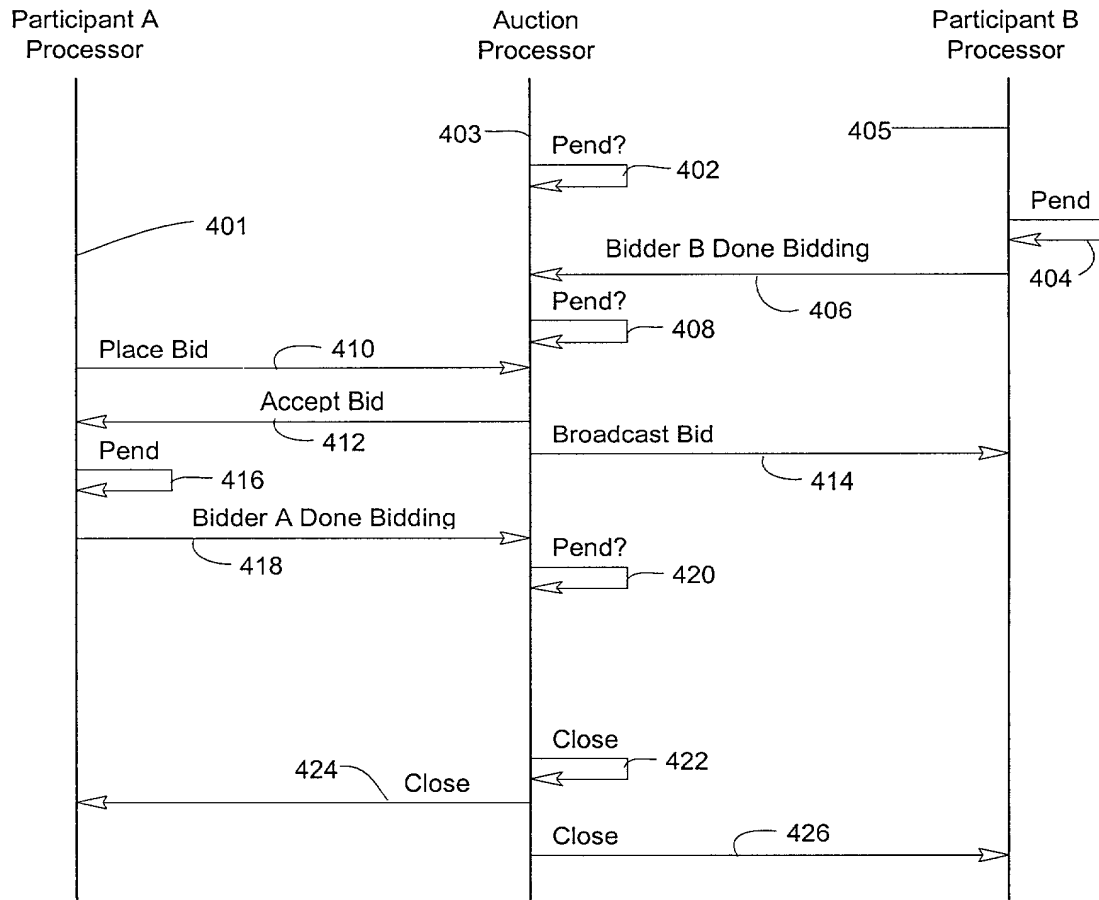 Participant A
Processor
Auction
Processor
Participant B
Processor
403
405
Pend?
402
Pend
401
404
Bidder B Done Bidding
406
Pend?
408
Place Bid
410
Accept Bid
412
Broadcast Bid
414
Pend
416
Bidder A Done Bidding
418
Pend?
420
Close
422
424
Close
Close
426